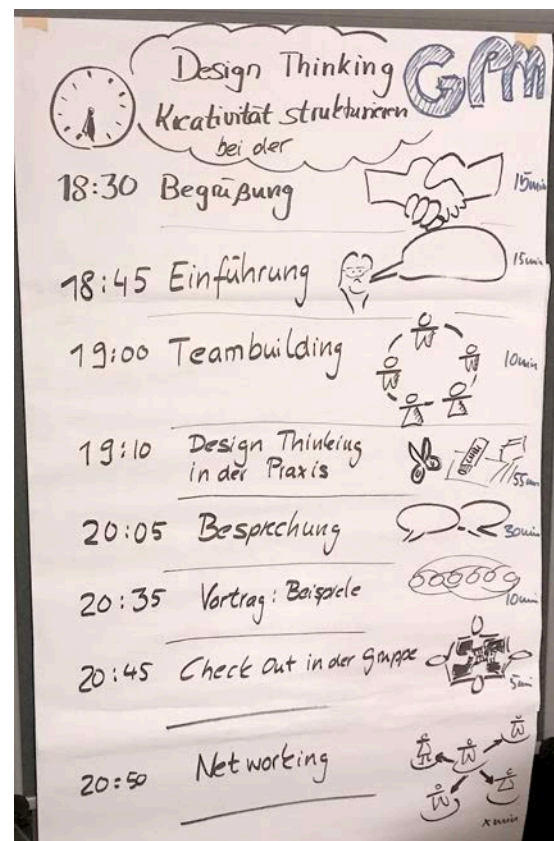 Design Thinking
GPM
Kreativität strukturieren
bei der
18:30 Begrüßung 15min
18:45 Einführung 15min
19:00 Teambuilding 10min
19:10 Design Thinking
in der Praxis 55min
20:05 Besprechung 30min
20:35 Vortrag: Beispiele 10min
20:45 Check Out in der Gruppe 5min
20:50 Networking x min